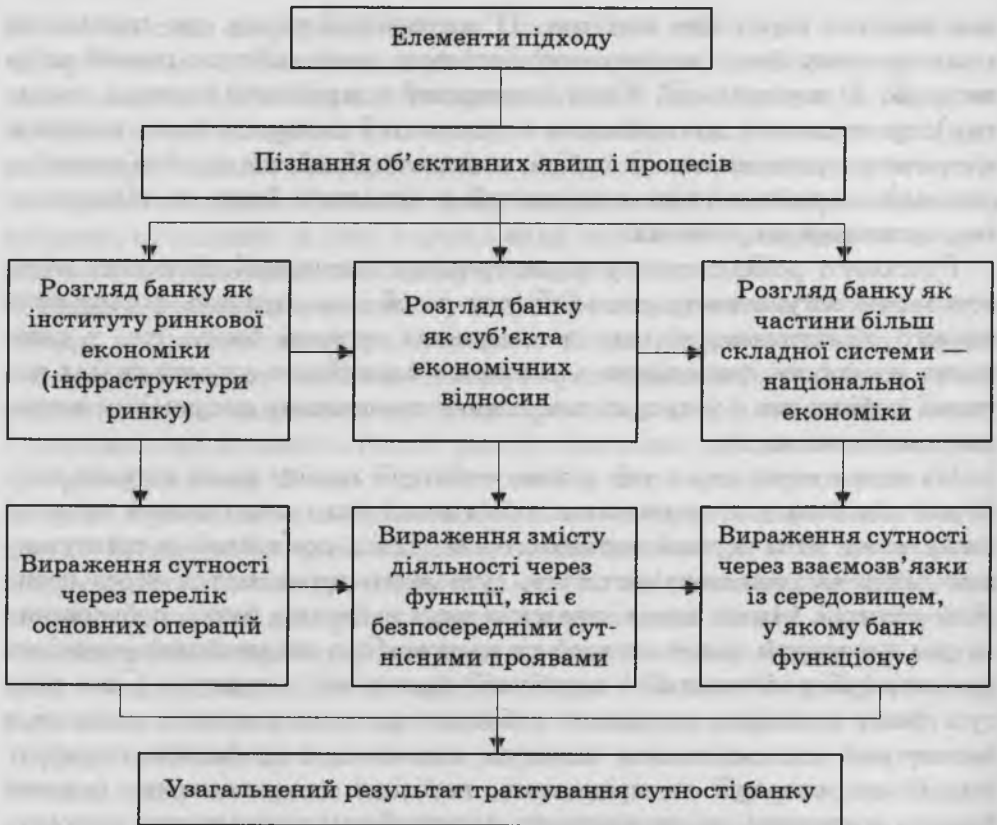 Елементи підходу
Пізнання об’єктивних явищ і процесів
Розгляд банку як
інституту ринкової
економіки
(інфраструктури
ринку)
Розгляд банку
як суб’єкта
економічних
відносин
Розгляд банку як
частини більш
складної системи —
національної
економіки
Вираження сутності
через перелік
основних операцій
Вираження змісту
діяльності через
функції, які є
безпосередніми сут-
нісними проявами
Вираження сутності
через взаємозв’язки
із середовищем,
у якому банк
функціонує
Узагальнений результат трактування сутності банку